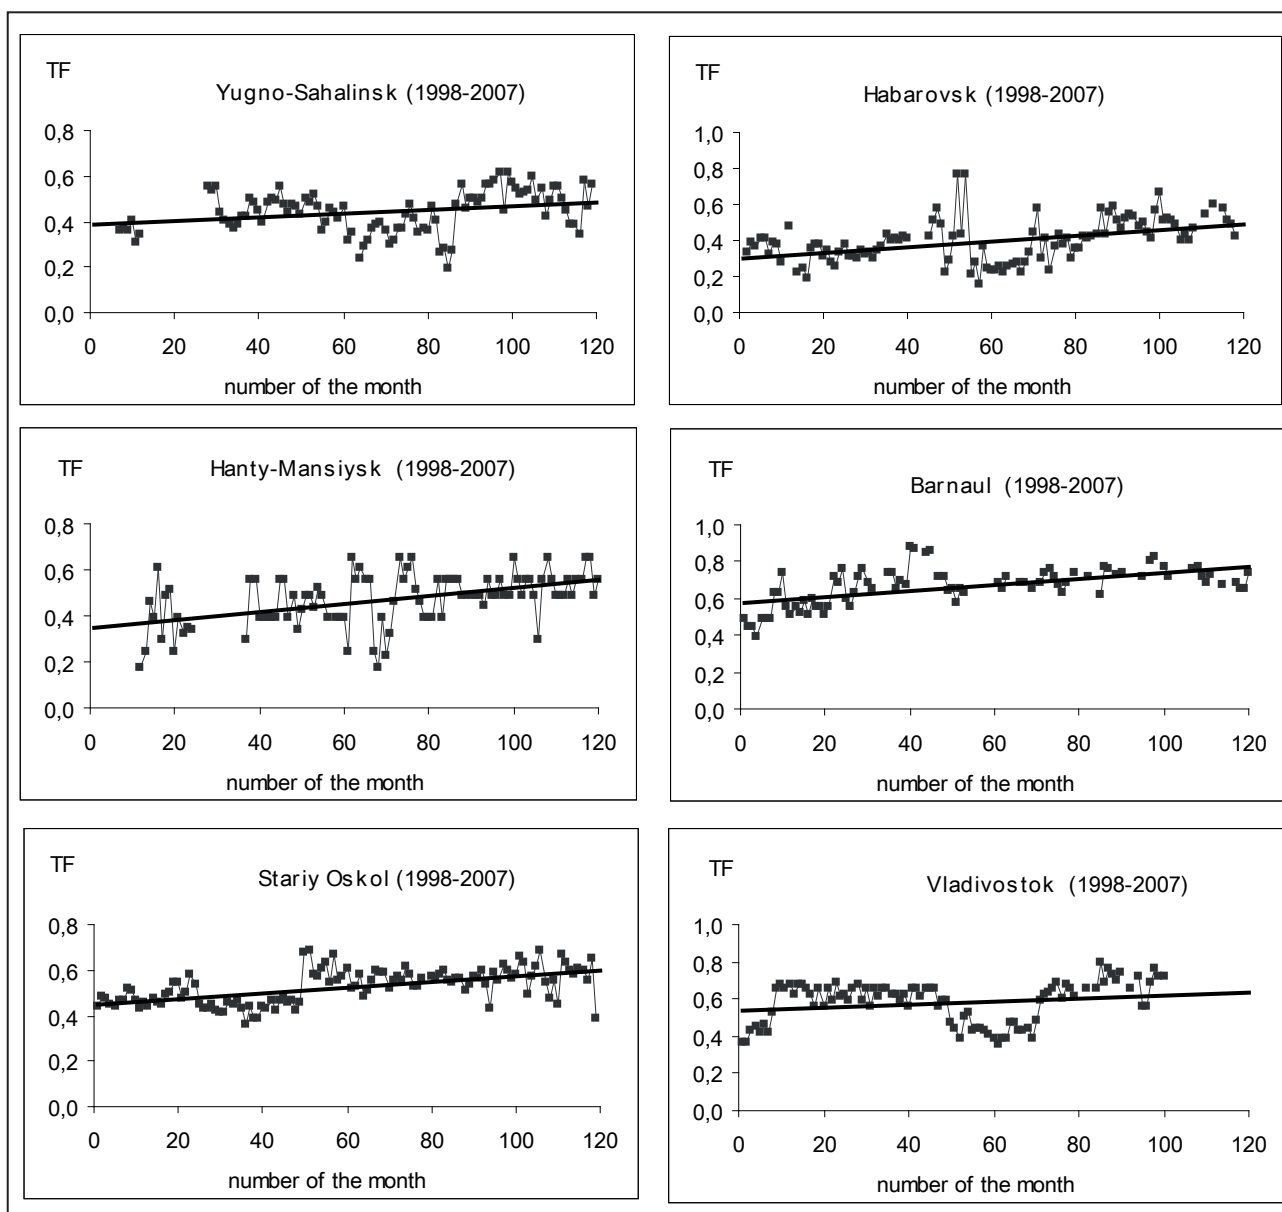 TF
Yugno-Sahalinsk (1998-2007)
0,8
0,6
0,4
0,2
0,0
0 20 40 60 80 100 120
number of the month
TF
Habarovsk (1998-2007)
1,0
0,8
0,6
0,4
0,2
0,0
0 20 40 60 80 100 120
number of the month
TF
Hanty-Mansiysk (1998-2007)
0,8
0,6
0,4
0,2
0,0
0 20 40 60 80 100 120
number of the month
TF
Barnaul (1998-2007)
1,0
0,8
0,6
0,4
0,2
0,0
0 20 40 60 80 100 120
number of the month
TF
Stariy Oskol (1998-2007)
0,8
0,6
0,4
0,2
0,0
0 20 40 60 80 100 120
number of the month
TF
Vladivostok (1998-2007)
1,0
0,8
0,6
0,4
0,2
0,0
0 20 40 60 80 100 120
number of the month